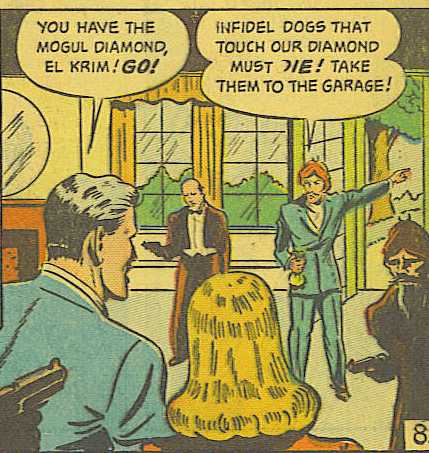 YOU HAVE THE
MOGUL DIAMOND,
EL KRIM! GO!
INFIDEL DOGS THAT
TOUCH OUR DIAMOND
MUST DIE! TAKE
THEM TO THE GARAGE!
8